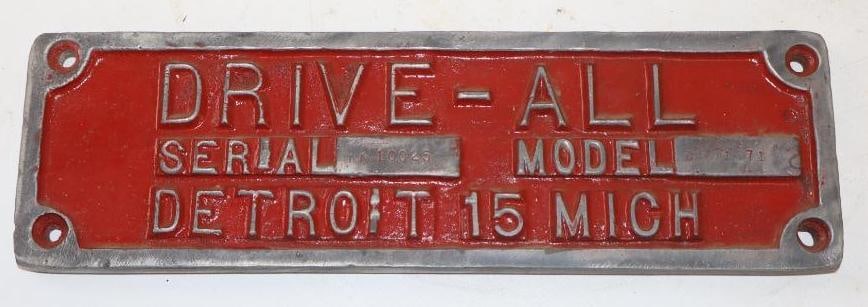 DRIVE-ALL
SERIAL MODEL
DETROIT 15 MICH